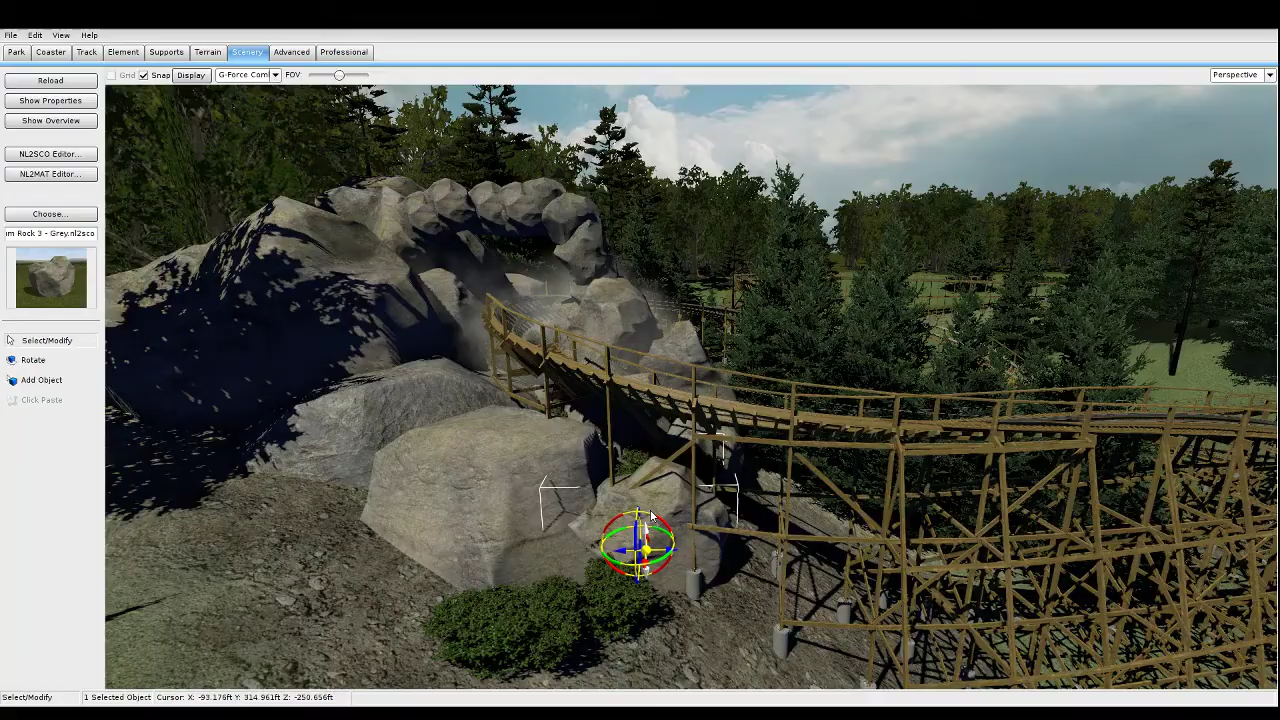 File Edit View Help
Park Coaster Track Element Supports Terrain Scenery Advanced Professional
Reload
Grid Snap Display G-Force Com FOV: Perspective
Show Properties
Show Overview
NL2SCO Editor...
NL2MAT Editor...
Choose...
m Rock 3 - Grey.nl2sco
Select/Modify
Rotate
Add Object
Click Paste
Select/Modify 1 Selected Object Cursor: X: -93.176ft Y: 314.961ft Z: -250.656ft